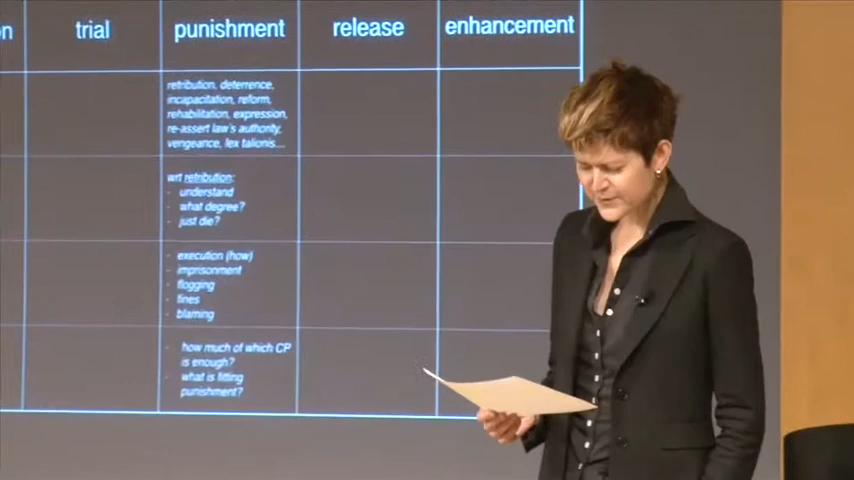 on
trial
punishment
release
enhancement
retribution, deterrence,
incapacitation, reform,
rehabilitation, expression,
re-assert law's authority,
vengeance, lex talionis...
wrt retribution:
- understand
- what degree?
- just die?
- execution (how)
- imprisonment
- flogging
- fines
- blaming
- how much of which CP
is enough?
- what is fitting
punishment?